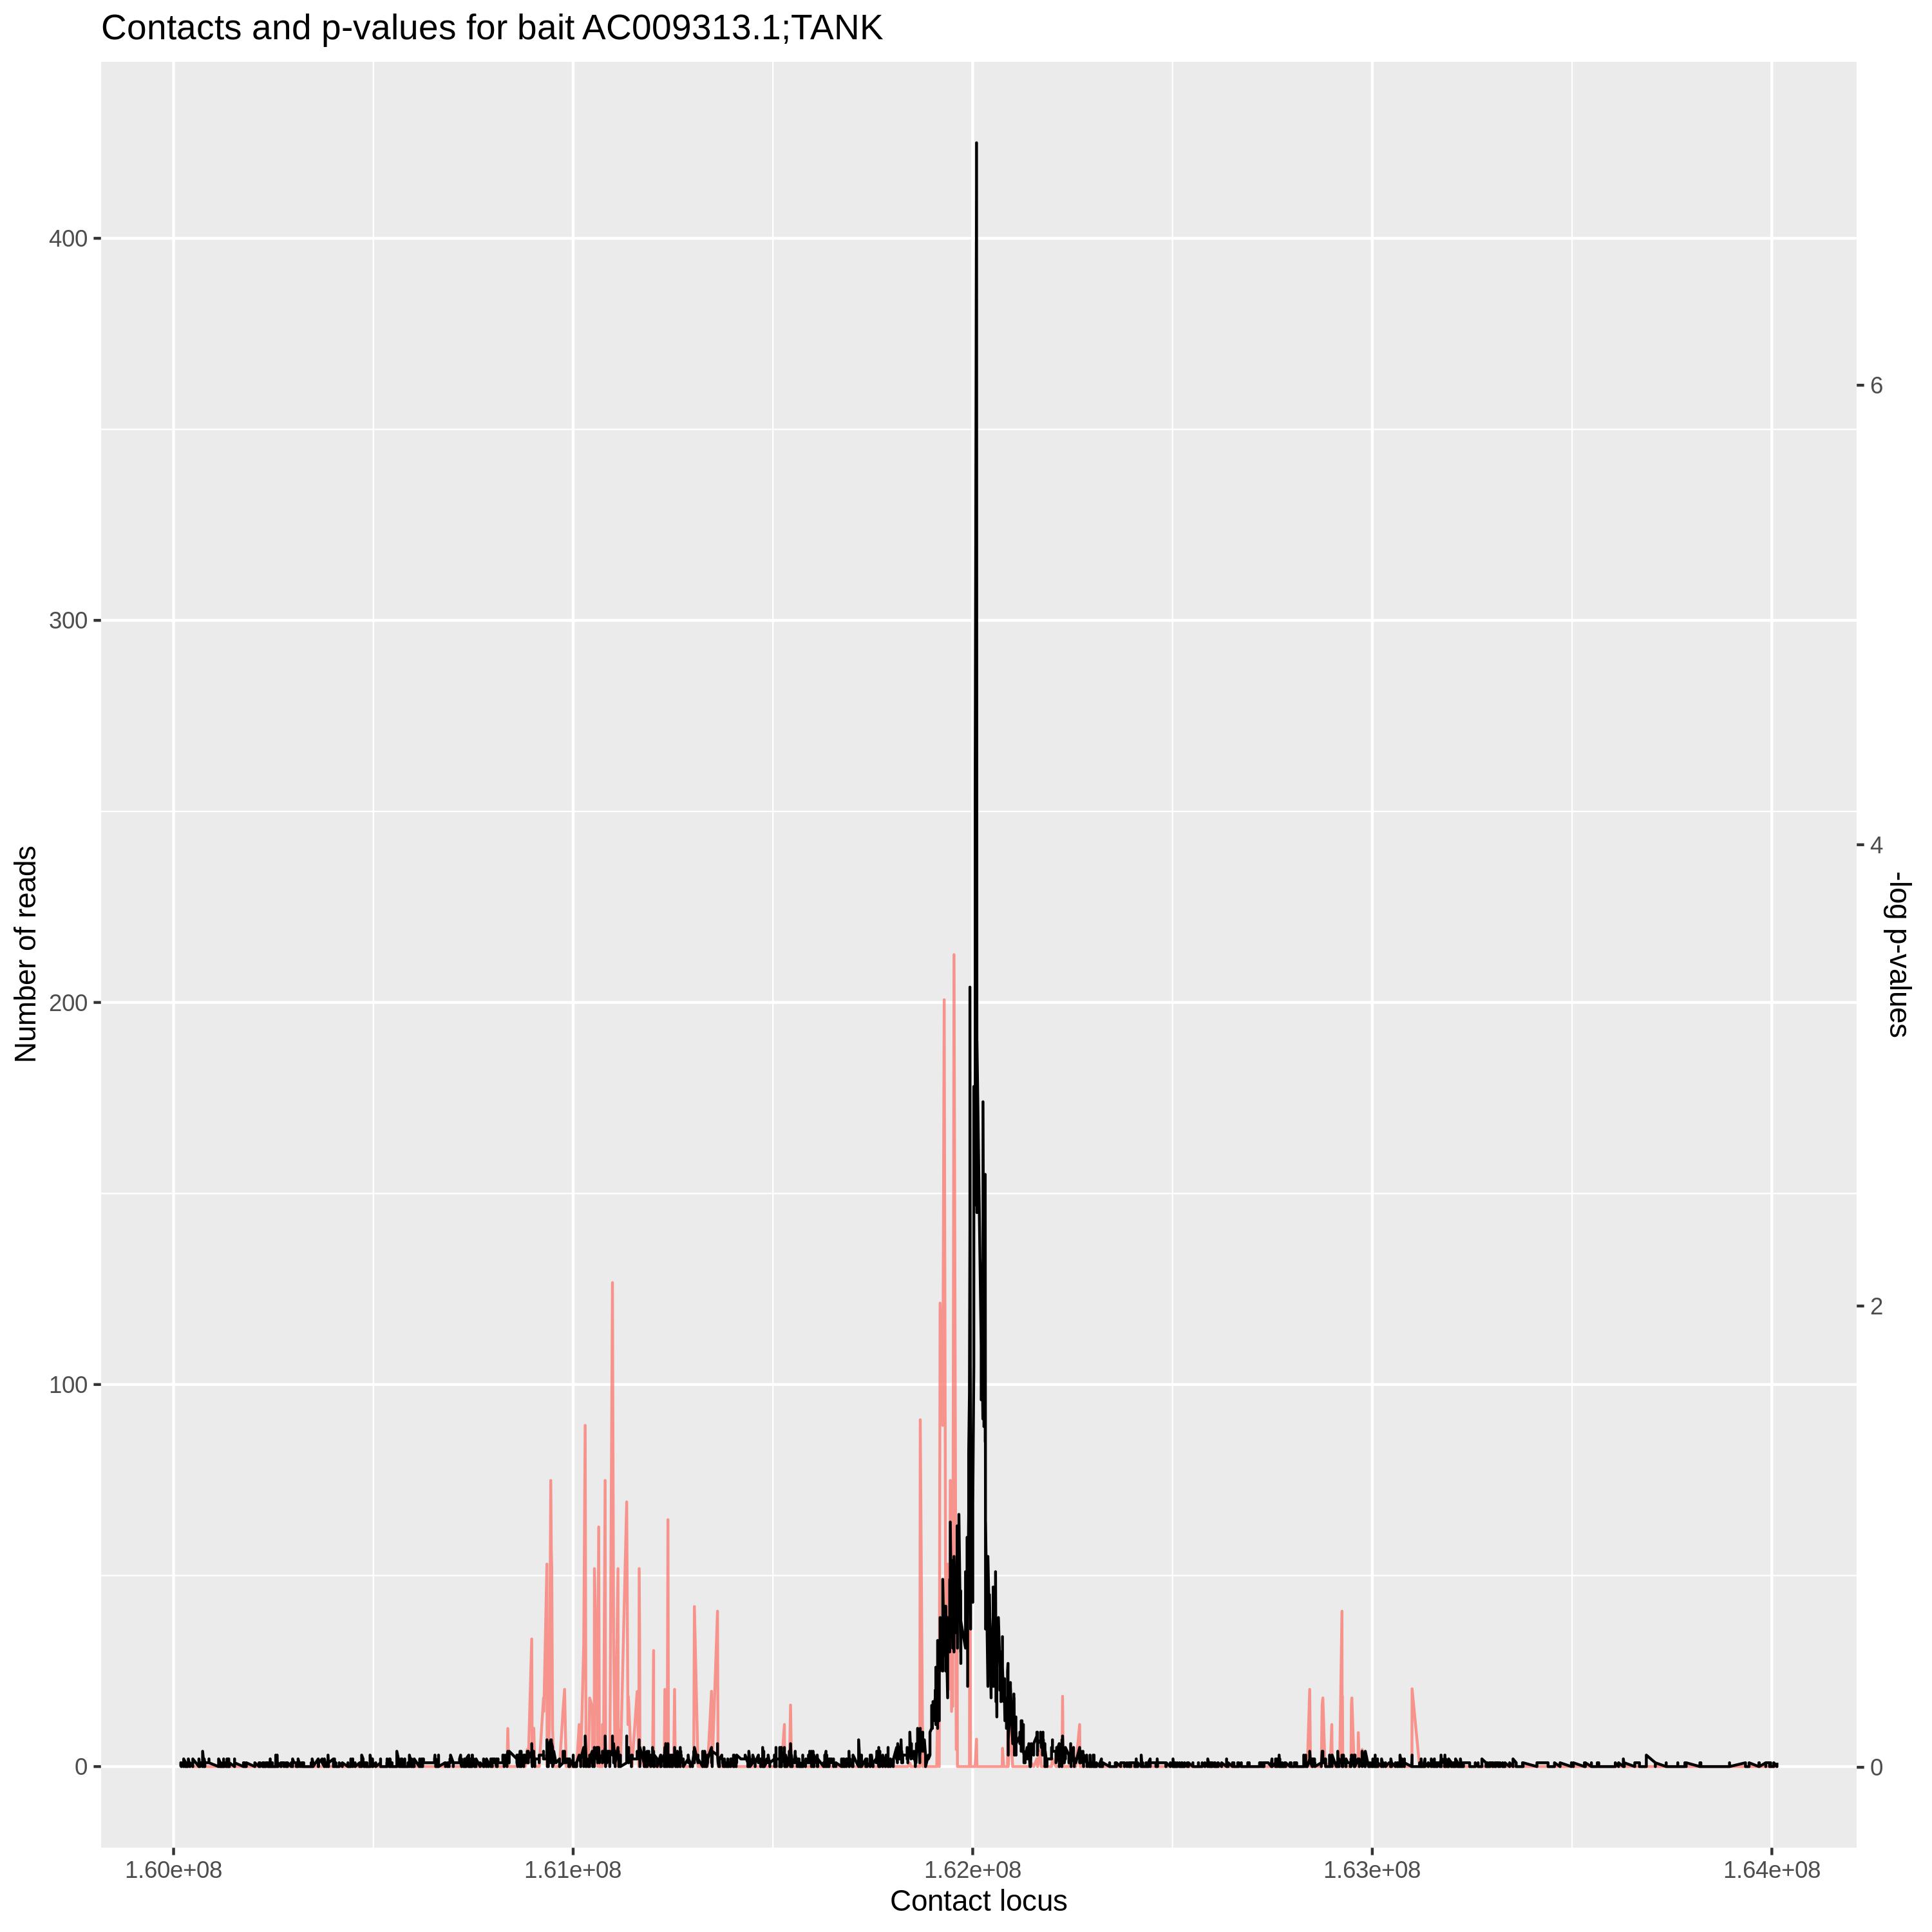 Contacts and p-values for bait AC009313.1;TANK
400
300
200
100
0
Number of reads
6
4
2
0
-log p-values
1.60e+08
1.61e+08
1.62e+08
1.63e+08
1.64e+08
Contact locus